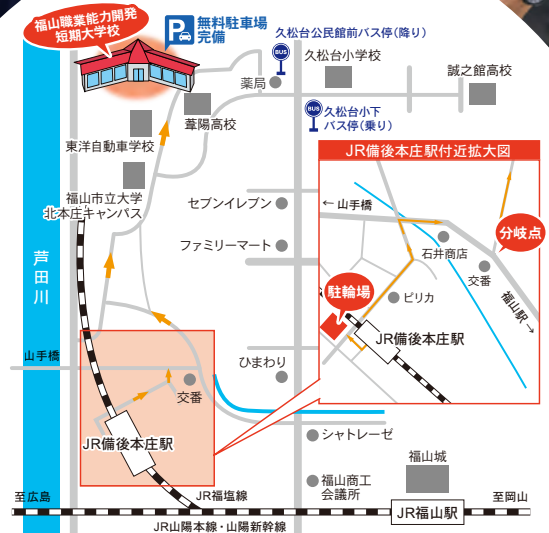 福山職業能力開発
短期大学校
P
無料駐車場
完備
久松台公民館前バス停(降り)
BUS
久松台小学校
誠之館高校
薬局
BUS
久松台小下
バス停(乗り)
葦陽高校
東洋自動車学校
福山市立大学
北本庄キャンパス
セブンイレブン
ファミリーマート
芦田川
山手橋
ひまわり
交番
JR備後本庄駅
シャトレーゼ
福山商工
会議所
福山城
至広島
JR福塩線
JR福山駅
至岡山
JR山陽本線・山陽新幹線
JR備後本庄駅付近拡大図
←山手橋
分岐点
石井商店
交番
福山駅→
駐輪場
ピリカ
JR備後本庄駅